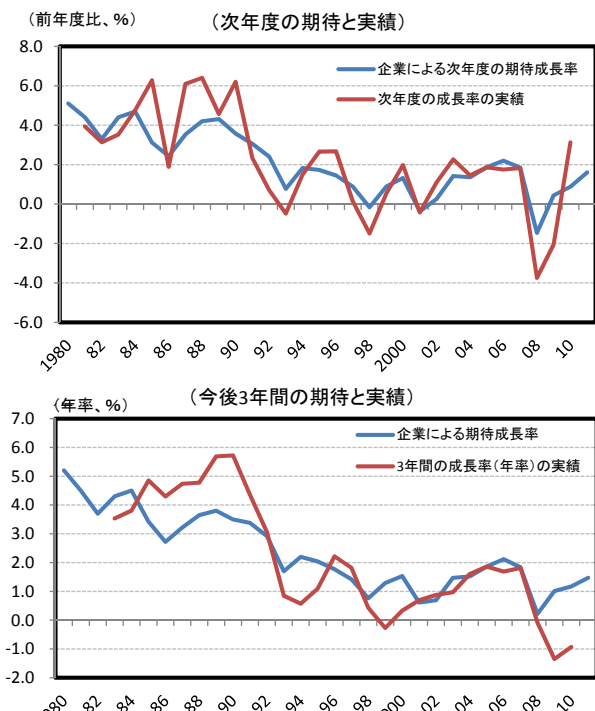 （前年度比、%）
（次年度の期待と実績）
8.0
6.0
4.0
2.0
0.0
-2.0
-4.0
-6.0
企業による次年度の期待成長率
次年度の成長率の実績
1980 82 84 86 88 90 92 94 96 98 2000 02 04 06 08 10
（年率、%）
（今後3年間の期待と実績）
7.0
6.0
5.0
4.0
3.0
2.0
1.0
0.0
-1.0
-2.0
企業による期待成長率
3年間の成長率（年率）の実績
1980 82 84 86 88 90 92 94 96 98 2000 02 04 06 08 10